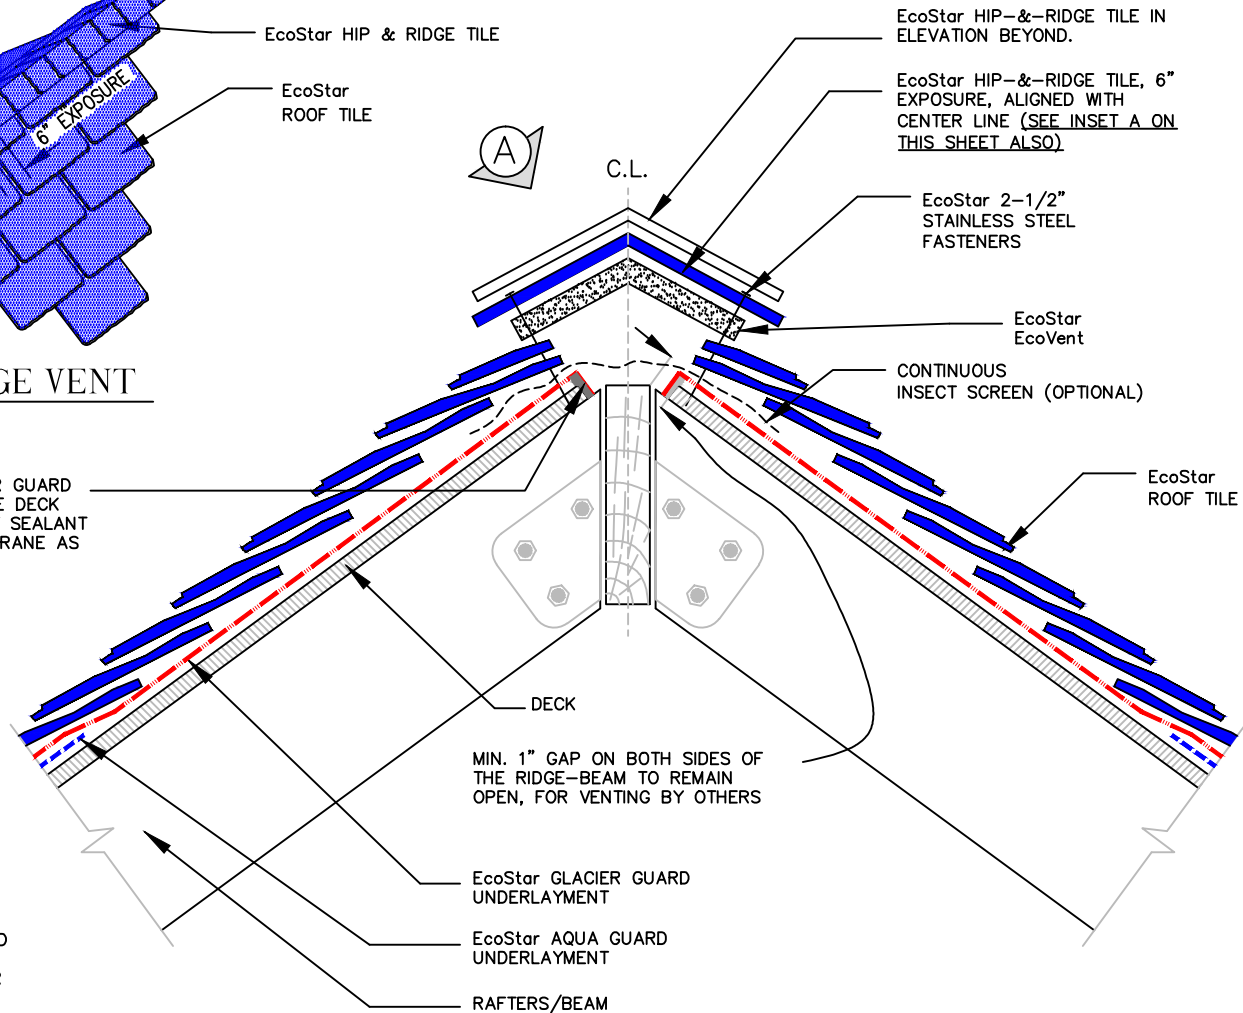 EcoStar HIP & RIDGE TILE
EcoStar
ROOF TILE
6" EXPOSURE
GE VENT
A
C.L.
EcoStar HIP-&-RIDGE TILE IN
ELEVATION BEYOND.
EcoStar HIP-&-RIDGE TILE, 6"
EXPOSURE, ALIGNED WITH
CENTER LINE (SEE INSET A ON
THIS SHEET ALSO)
EcoStar 2-1/2"
STAINLESS STEEL
FASTENERS
EcoStar
EcoVent
CONTINUOUS
INSECT SCREEN (OPTIONAL)
EcoStar
ROOF TILE
GUARD
DECK
SEALANT
RANE AS
DECK
MIN. 1" GAP ON BOTH SIDES OF
THE RIDGE-BEAM TO REMAIN
OPEN, FOR VENTING BY OTHERS
EcoStar GLACIER GUARD
UNDERLAYMENT
EcoStar AQUA GUARD
UNDERLAYMENT
RAFTERS/BEAM